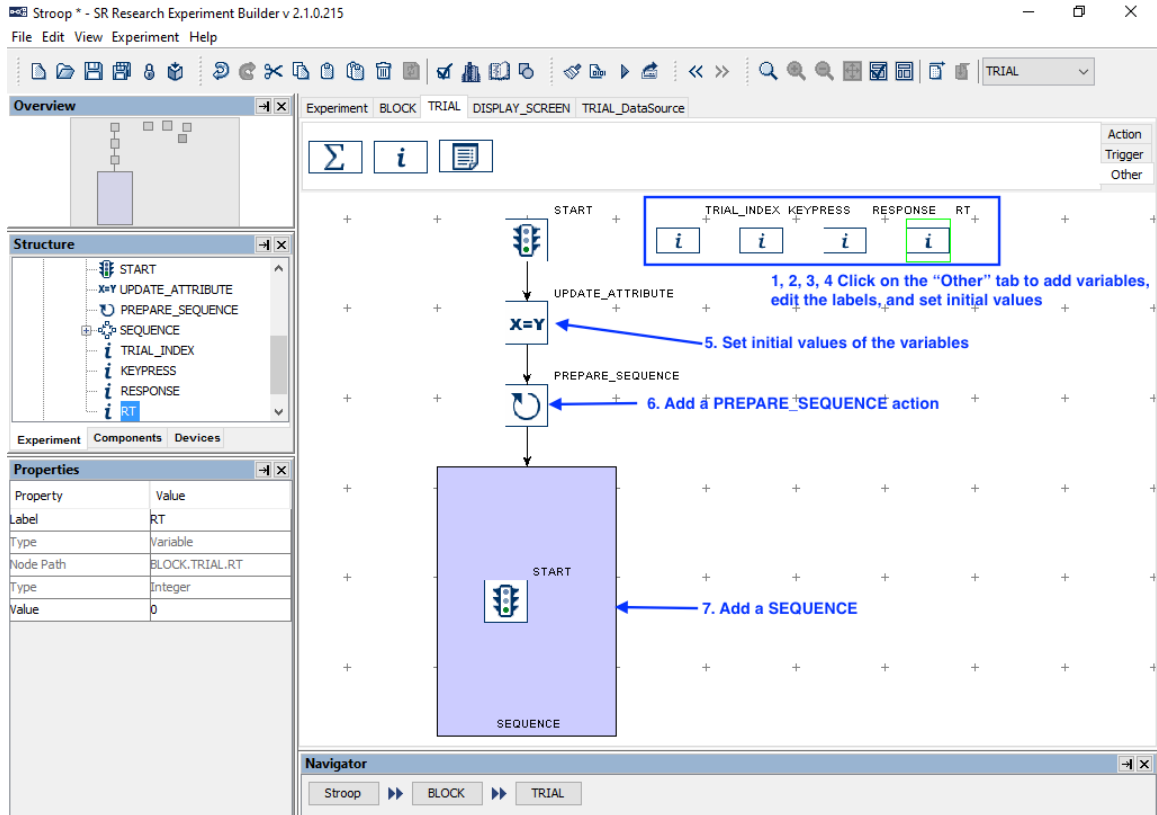 Stroop * - SR Research Experiment Builder v 2.1.0.215
File Edit View Experiment Help
TRIAL
Overview
Experiment BLOCK TRIAL DISPLAY_SCREEN TRIAL_DataSource
Action
Trigger
Other
Structure
START
UPDATE_ATTRIBUTE
PREPARE_SEQUENCE
SEQUENCE
TRIAL_INDEX
KEYPRESS
RESPONSE
RT
Experiment Components Devices
Properties
Property Value
Label RT
Type Variable
Node Path BLOCK.TRIAL.RT
Type Integer
Value 0
START
TRIAL_INDEX KEYPRESS RESPONSE RT
1, 2, 3, 4 Click on the “Other” tab to add variables,
edit the labels, and set initial values
UPDATE_ATTRIBUTE
X=Y
5. Set initial values of the variables
PREPARE_SEQUENCE
6. Add a PREPARE_SEQUENCE action
START
7. Add a SEQUENCE
SEQUENCE
Navigator
Stroop BLOCK TRIAL